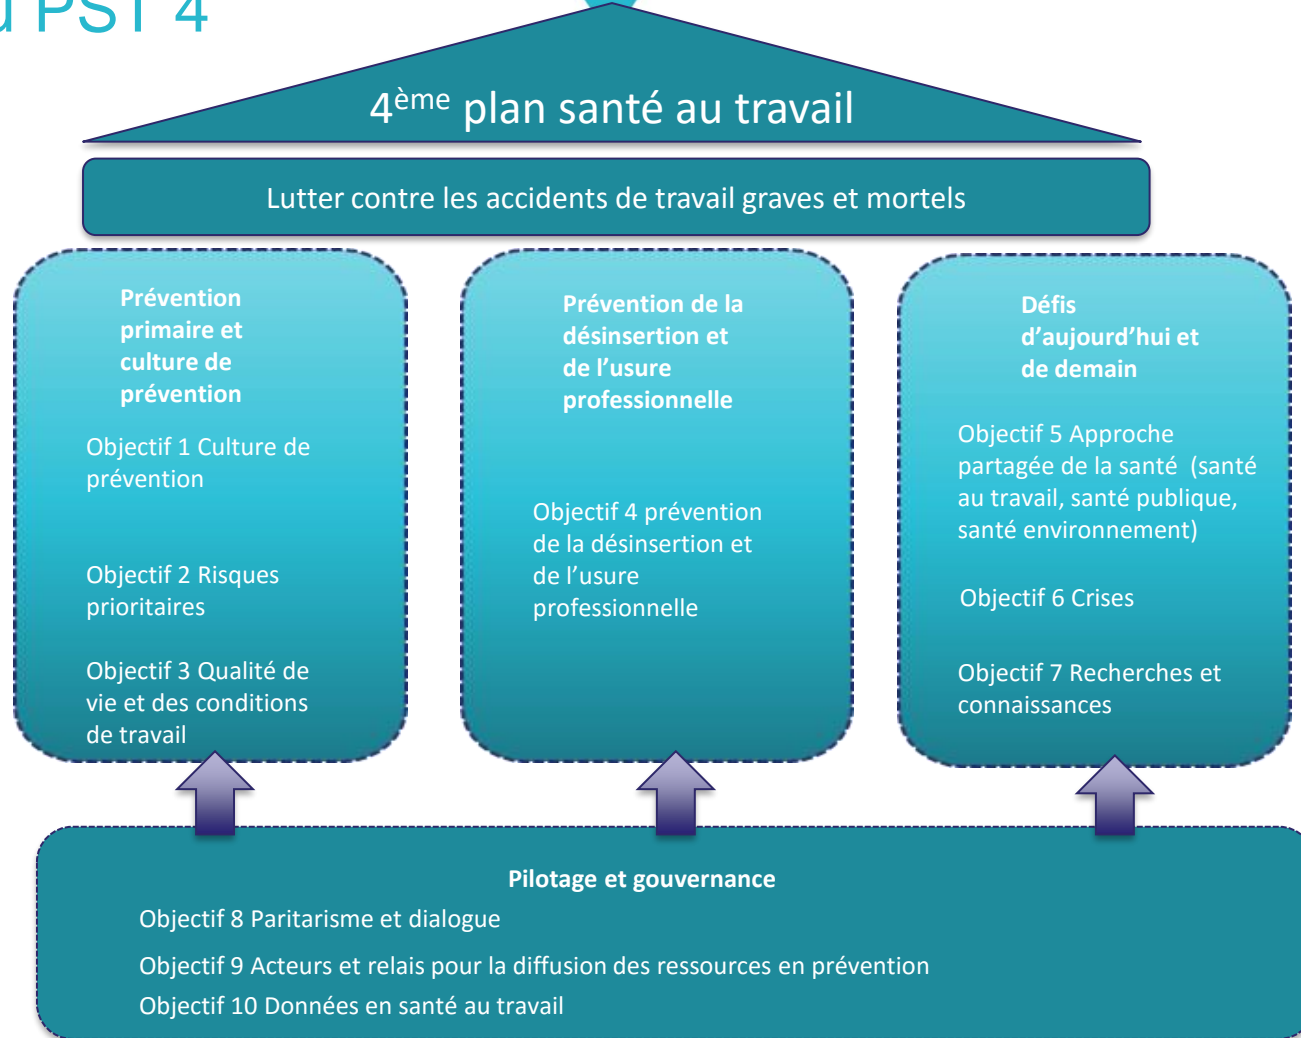 PST 4
4ème plan santé au travail
Lutter contre les accidents de travail graves et mortels
Prévention
primaire et
culture de
prévention
Objectif 1 Culture de
prévention
Objectif 2 Risques
prioritaires
Objectif 3 Qualité de
vie et des conditions
de travail
Prévention de la
désinsertion et
de l’usure
professionnelle
Objectif 4 prévention
de la désinsertion et
de l’usure
professionnelle
Défis
d’aujourd’hui et
de demain
Objectif 5 Approche
partagée de la santé (santé
au travail, santé publique,
santé environnement)
Objectif 6 Crises
Objectif 7 Recherches et
connaissances
Pilotage et gouvernance
Objectif 8 Paritarisme et dialogue
Objectif 9 Acteurs et relais pour la diffusion des ressources en prévention
Objectif 10 Données en santé au travail